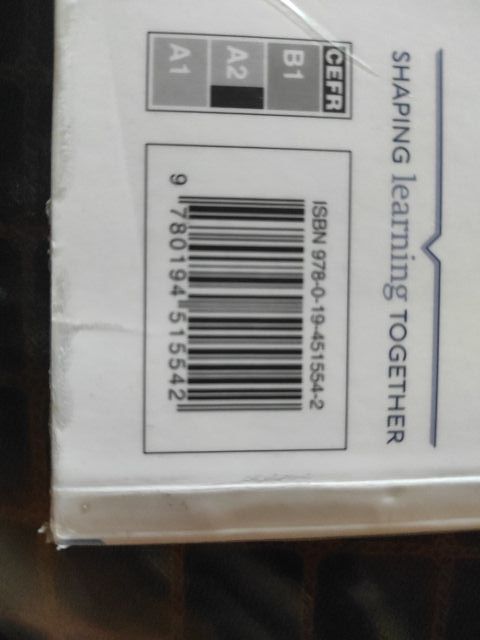 SHAPING learning TOGETHER
CEFR
B1
A2
A1
ISBN 978-0-19-451554-2
9 780194 515542